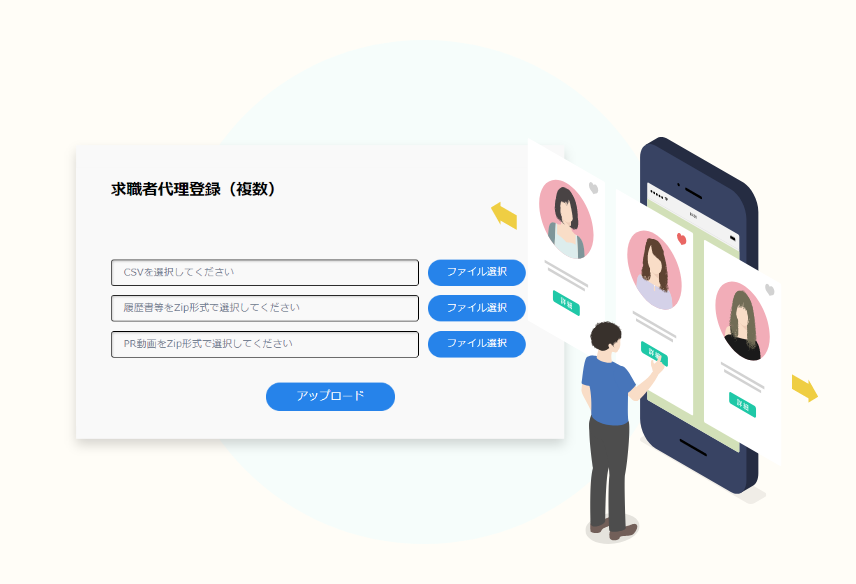 求職者代理登録（複数）
CSVを選択してください
ファイル選択
履歴書等をZip形式で選択してください
ファイル選択
PR動画をZip形式で選択してください
ファイル選択
アップロード
詳細
詳細
詳細